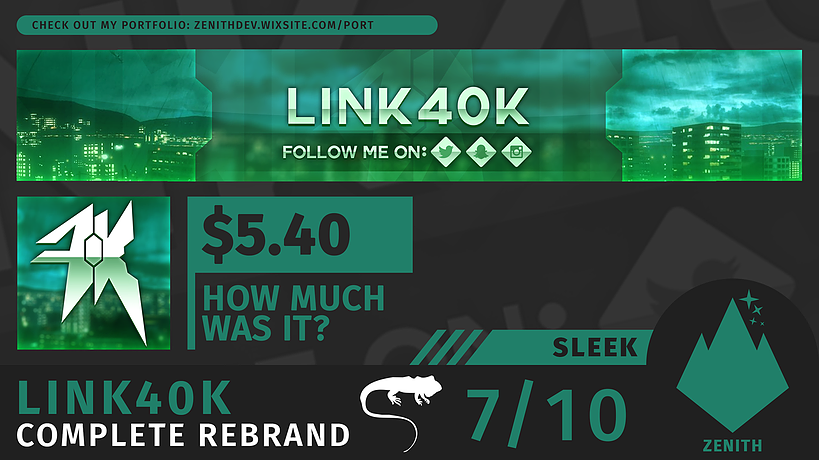 CHECK OUT MY PORTFOLIO: ZENITHDEV.WIXSITE.COM/PORT
LINK40K
FOLLOW ME ON:
4K
$5.40
HOW MUCH
WAS IT?
SLEEK
LINK40K
COMPLETE REBRAND
7/10
ZENITH